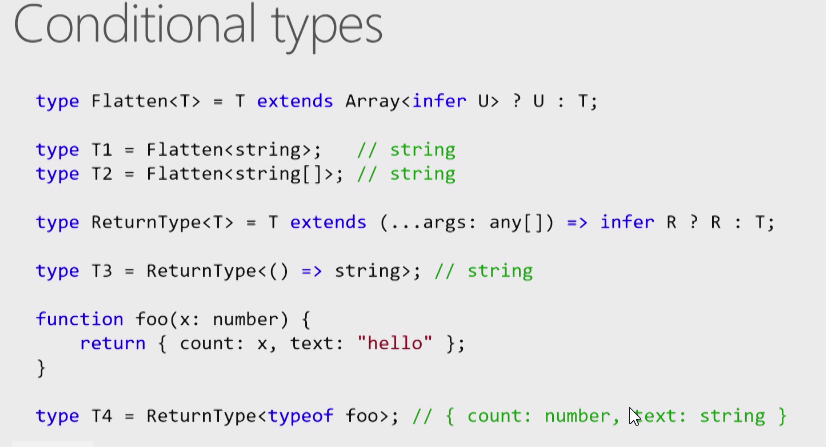 Conditional types
type Flatten<T> = T extends Array<infer U> ? U : T;
type T1 = Flatten<string>;   // string
type T2 = Flatten<string[]>; // string
type ReturnType<T> = T extends (...args: any[]) => infer R ? R : T;
type T3 = ReturnType<() => string>; // string
function foo(x: number) {
    return { count: x, text: "hello" };
}
type T4 = ReturnType<typeof foo>; // { count: number, text: string }